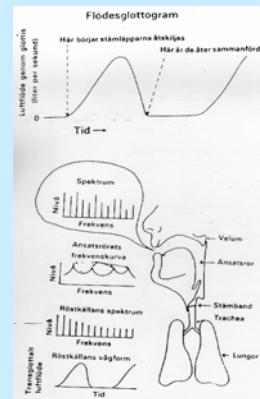 Flödesglottogram
Här börjar stämläpparna åtskiljas
Här är de åter sammanförda
Luftflöde genom glottis
(liter per sekund)
0
Tid
Spektrum
Nivå
Frekvens
Velum
Ansatsrör
Ansatsrörets
frekvenskurva
Nivå
Frekvens
Stämband
Trachea
Röstkällans spektrum
Nivå
Frekvens
Lungor
Röstkällans vågform
Transglottalt
luftflöde
Tid